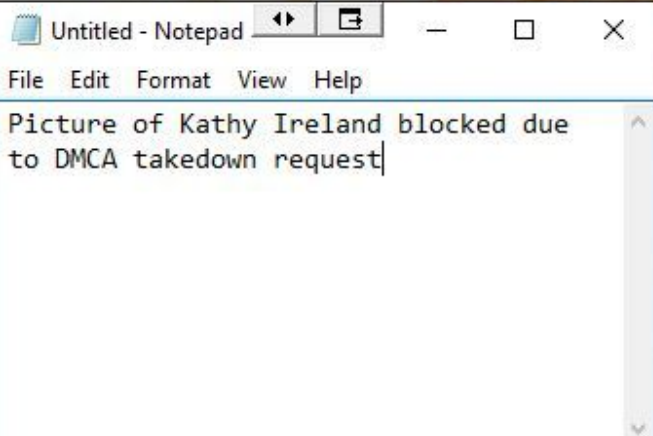 Untitled - Notepad
File Edit Format View Help
Picture of Kathy Ireland blocked due
to DMCA takedown request